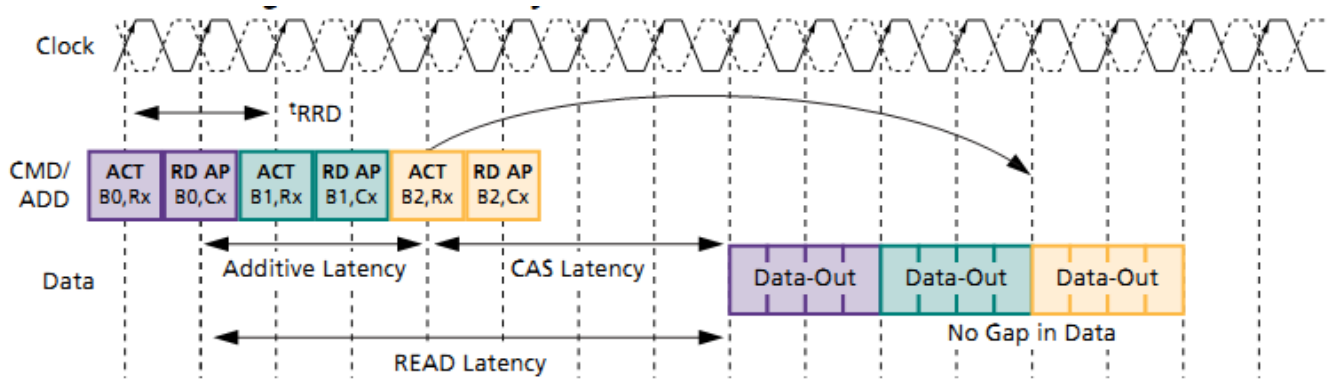 Clock
tRRD
CMD/
ADD
ACT
B0,Rx
RD AP
B0,Cx
ACT
B1,Rx
RD AP
B1,Cx
ACT
B2,Rx
RD AP
B2,Cx
Additive Latency
CAS Latency
Data
Data-Out
Data-Out
Data-Out
No Gap in Data
READ Latency